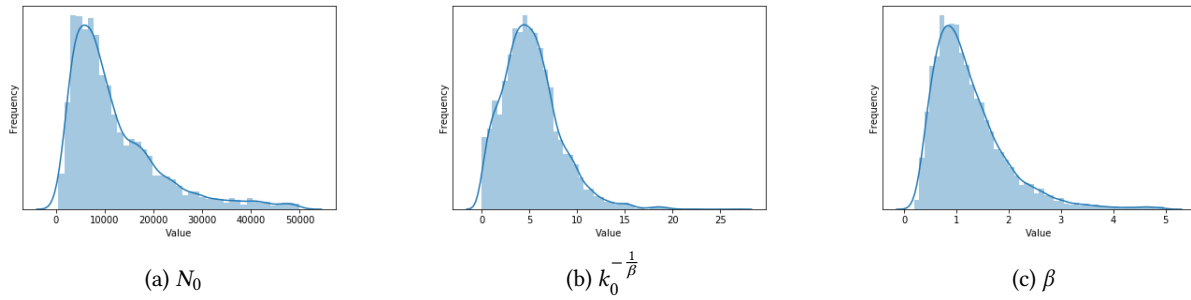 Frequency
0 10000 20000 30000 40000 50000
Value
(a) N₀
Frequency
0 5 10 15 20 25
Value
(b) k₀^{-1/β}
Frequency
0 1 2 3 4 5
Value
(c) β